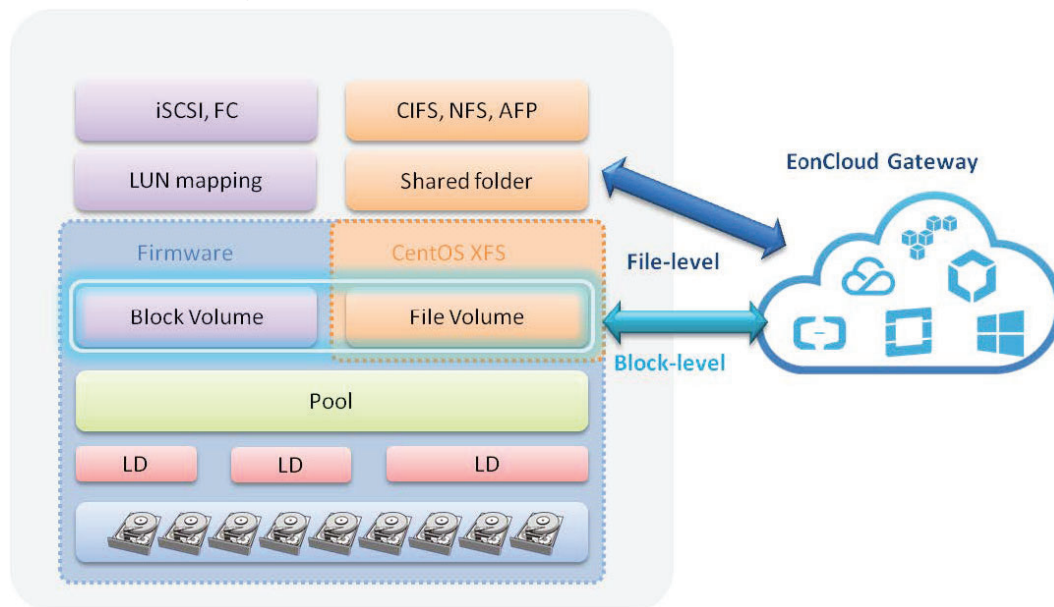 iSCSI, FC
CIFS, NFS, AFP
LUN mapping
Shared folder
EonCloud Gateway
Firmware
CentOS XFS
File-level
Block Volume
File Volume
Block-level
Pool
LD
LD
LD